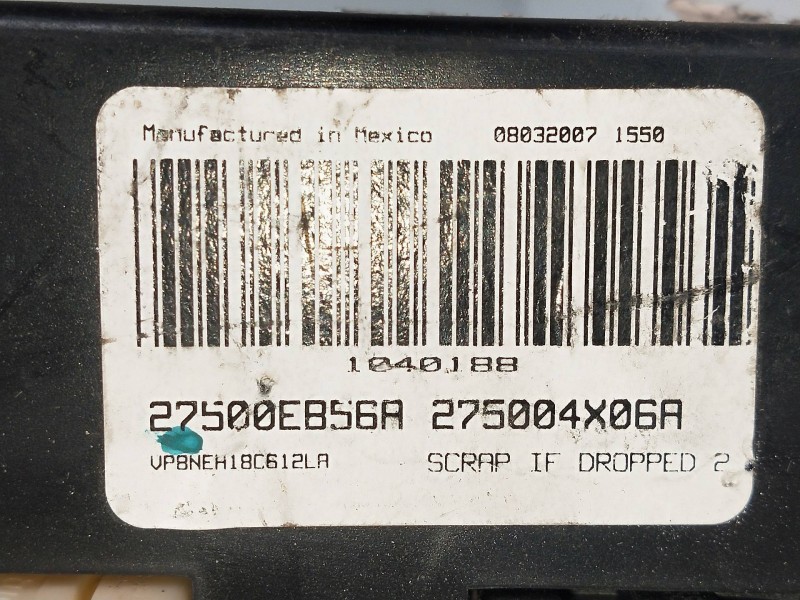 Manufactured in Mexico 08032007 1550
1040188
27500EB56A 275004X06A
VP8NEH18C612LA SCRAP IF DROPPED 2